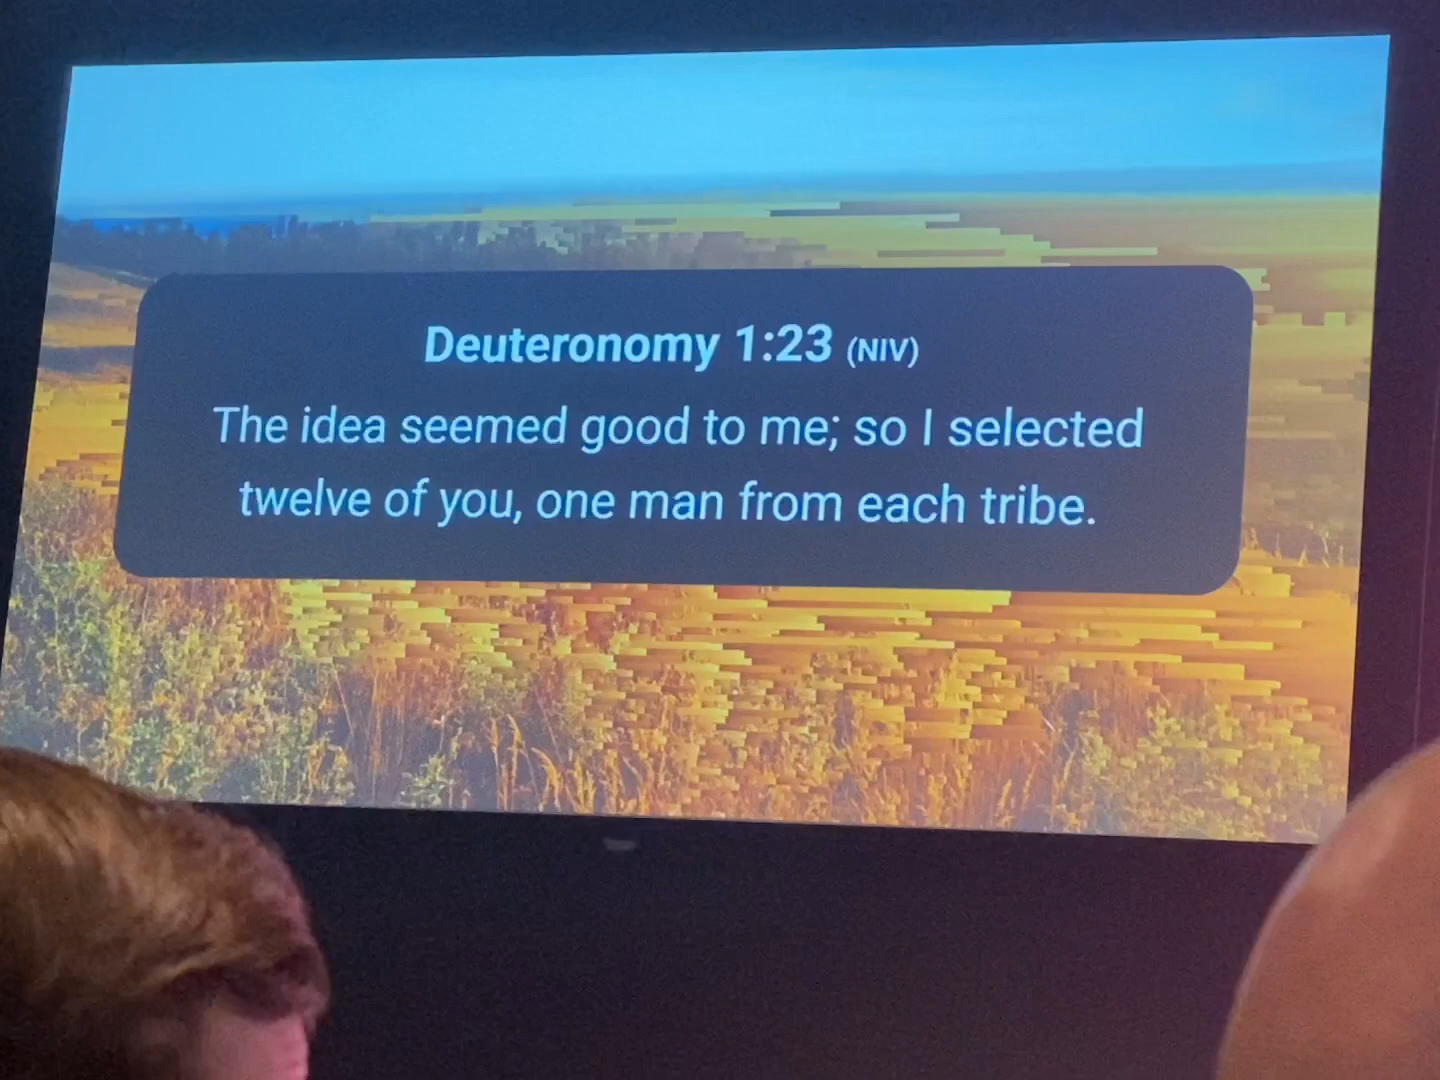 Deuteronomy 1:23 (NIV)
The idea seemed good to me; so I selected
twelve of you, one man from each tribe.